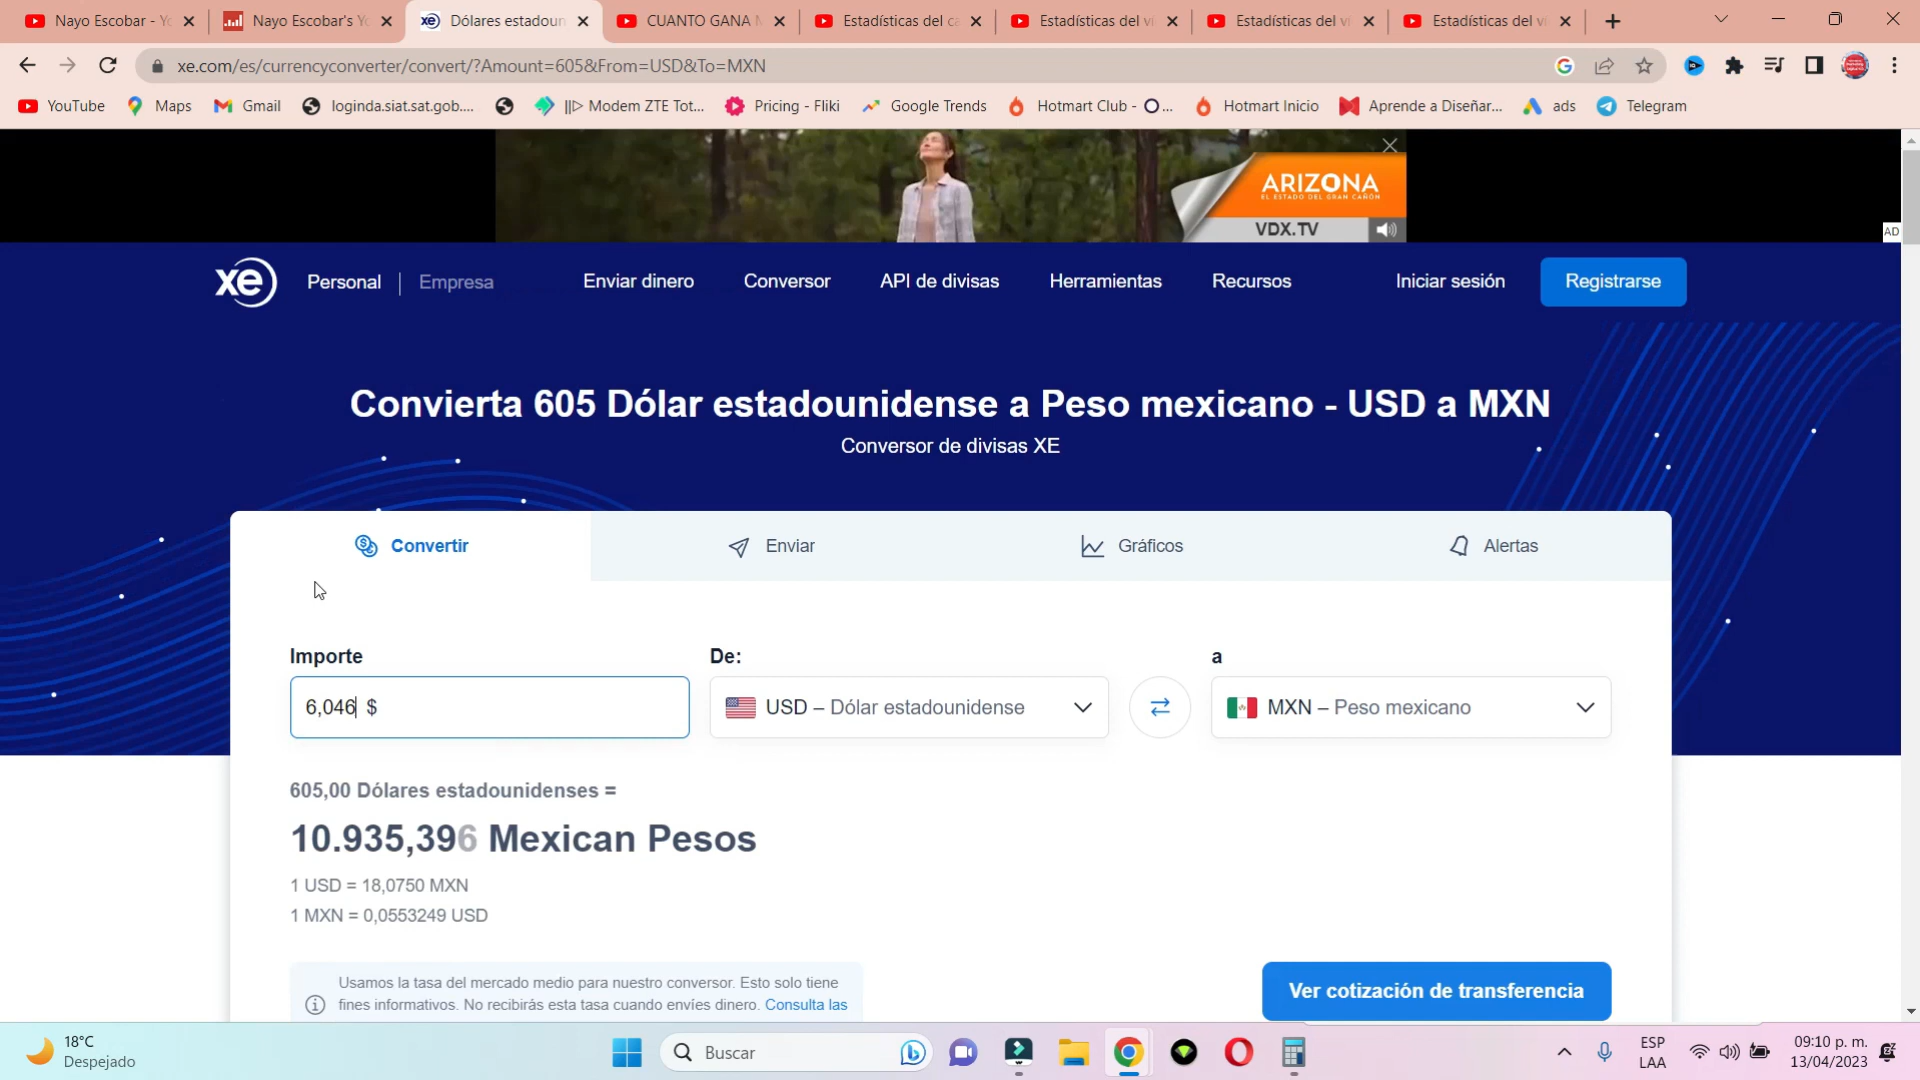 Nayo Escobar - Yo
Nayo Escobar's Yo
Dólares estadoun
CUANTO GANA
Estadísticas del ca
Estadísticas del vi
Estadísticas del ví
Estadísticas del ví
xe.com/es/currencyconverter/convert/?Amount=605&From=USD&To=MXN
YouTube
Maps
Gmail
loginda.siat.sat.gob....
||▷ Modem ZTE Tot...
Pricing - Fliki
Google Trends
Hotmart Club - O...
Hotmart Inicio
Aprende a Diseñar...
ads
Telegram
ARIZONA
EL ESTADO DEL GRAN CAÑÓN
VDX.TV
AD
xe
Personal
Empresa
Enviar dinero
Conversor
API de divisas
Herramientas
Recursos
Iniciar sesión
Registrarse
Convierta 605 Dólar estadounidense a Peso mexicano - USD a MXN
Conversor de divisas XE
Convertir
Enviar
Gráficos
Alertas
Importe
De:
a
6,046 $
USD – Dólar estadounidense
MXN – Peso mexicano
605,00 Dólares estadounidenses =
10.935,396 Mexican Pesos
1 USD = 18,0750 MXN
1 MXN = 0,0553249 USD
Usamos la tasa del mercado medio para nuestro conversor. Esto solo tiene
fines informativos. No recibirás esta tasa cuando envíes dinero. Consulta las
Ver cotización de transferencia
18°C
Despejado
Buscar
ESP
LAA
09:10 p. m.
13/04/2023